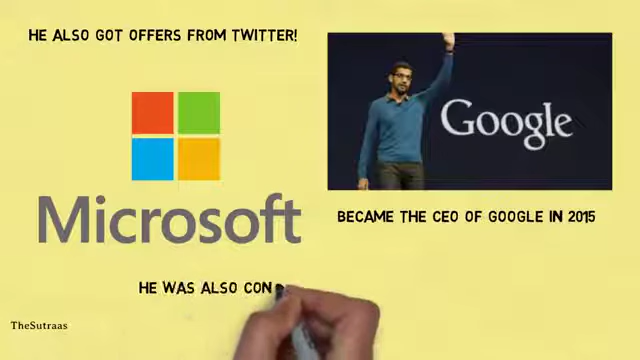 HE ALSO GOT OFFERS FROM TWITTER!
Google
Microsoft
BECAME THE CEO OF GOOGLE IN 2015
HE WAS ALSO CON
TheSutraas